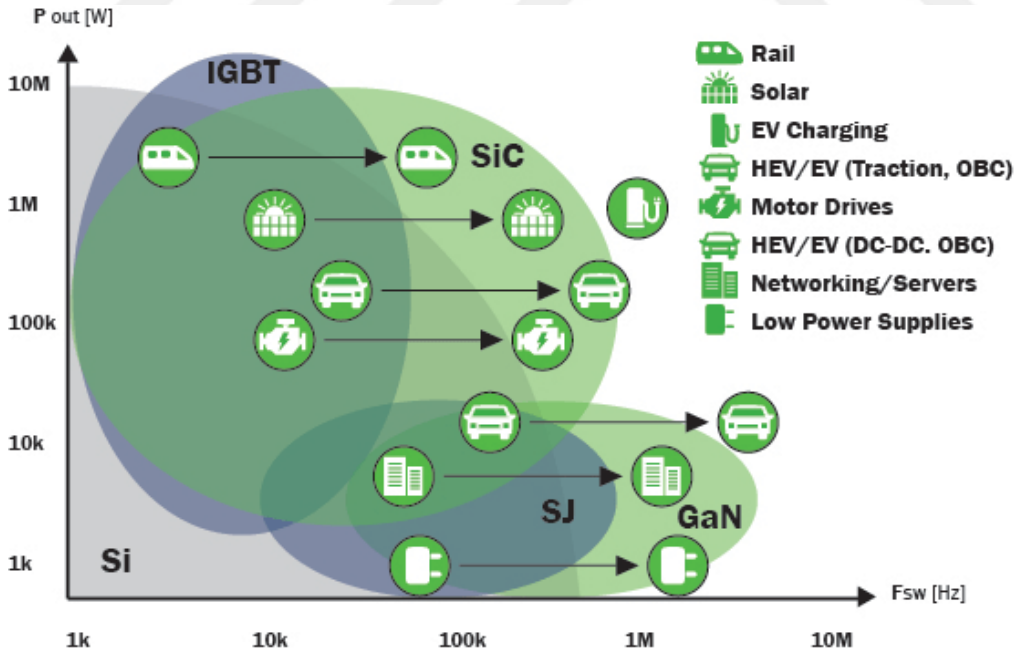 P out [W]
10M
1M
100k
10k
1k
IGBT
SiC
SJ
GaN
Si
Rail
Solar
EV Charging
HEV/EV (Traction, OBC)
Motor Drives
HEV/EV (DC-DC. OBC)
Networking/Servers
Low Power Supplies
Fsw [Hz]
1k
10k
100k
1M
10M